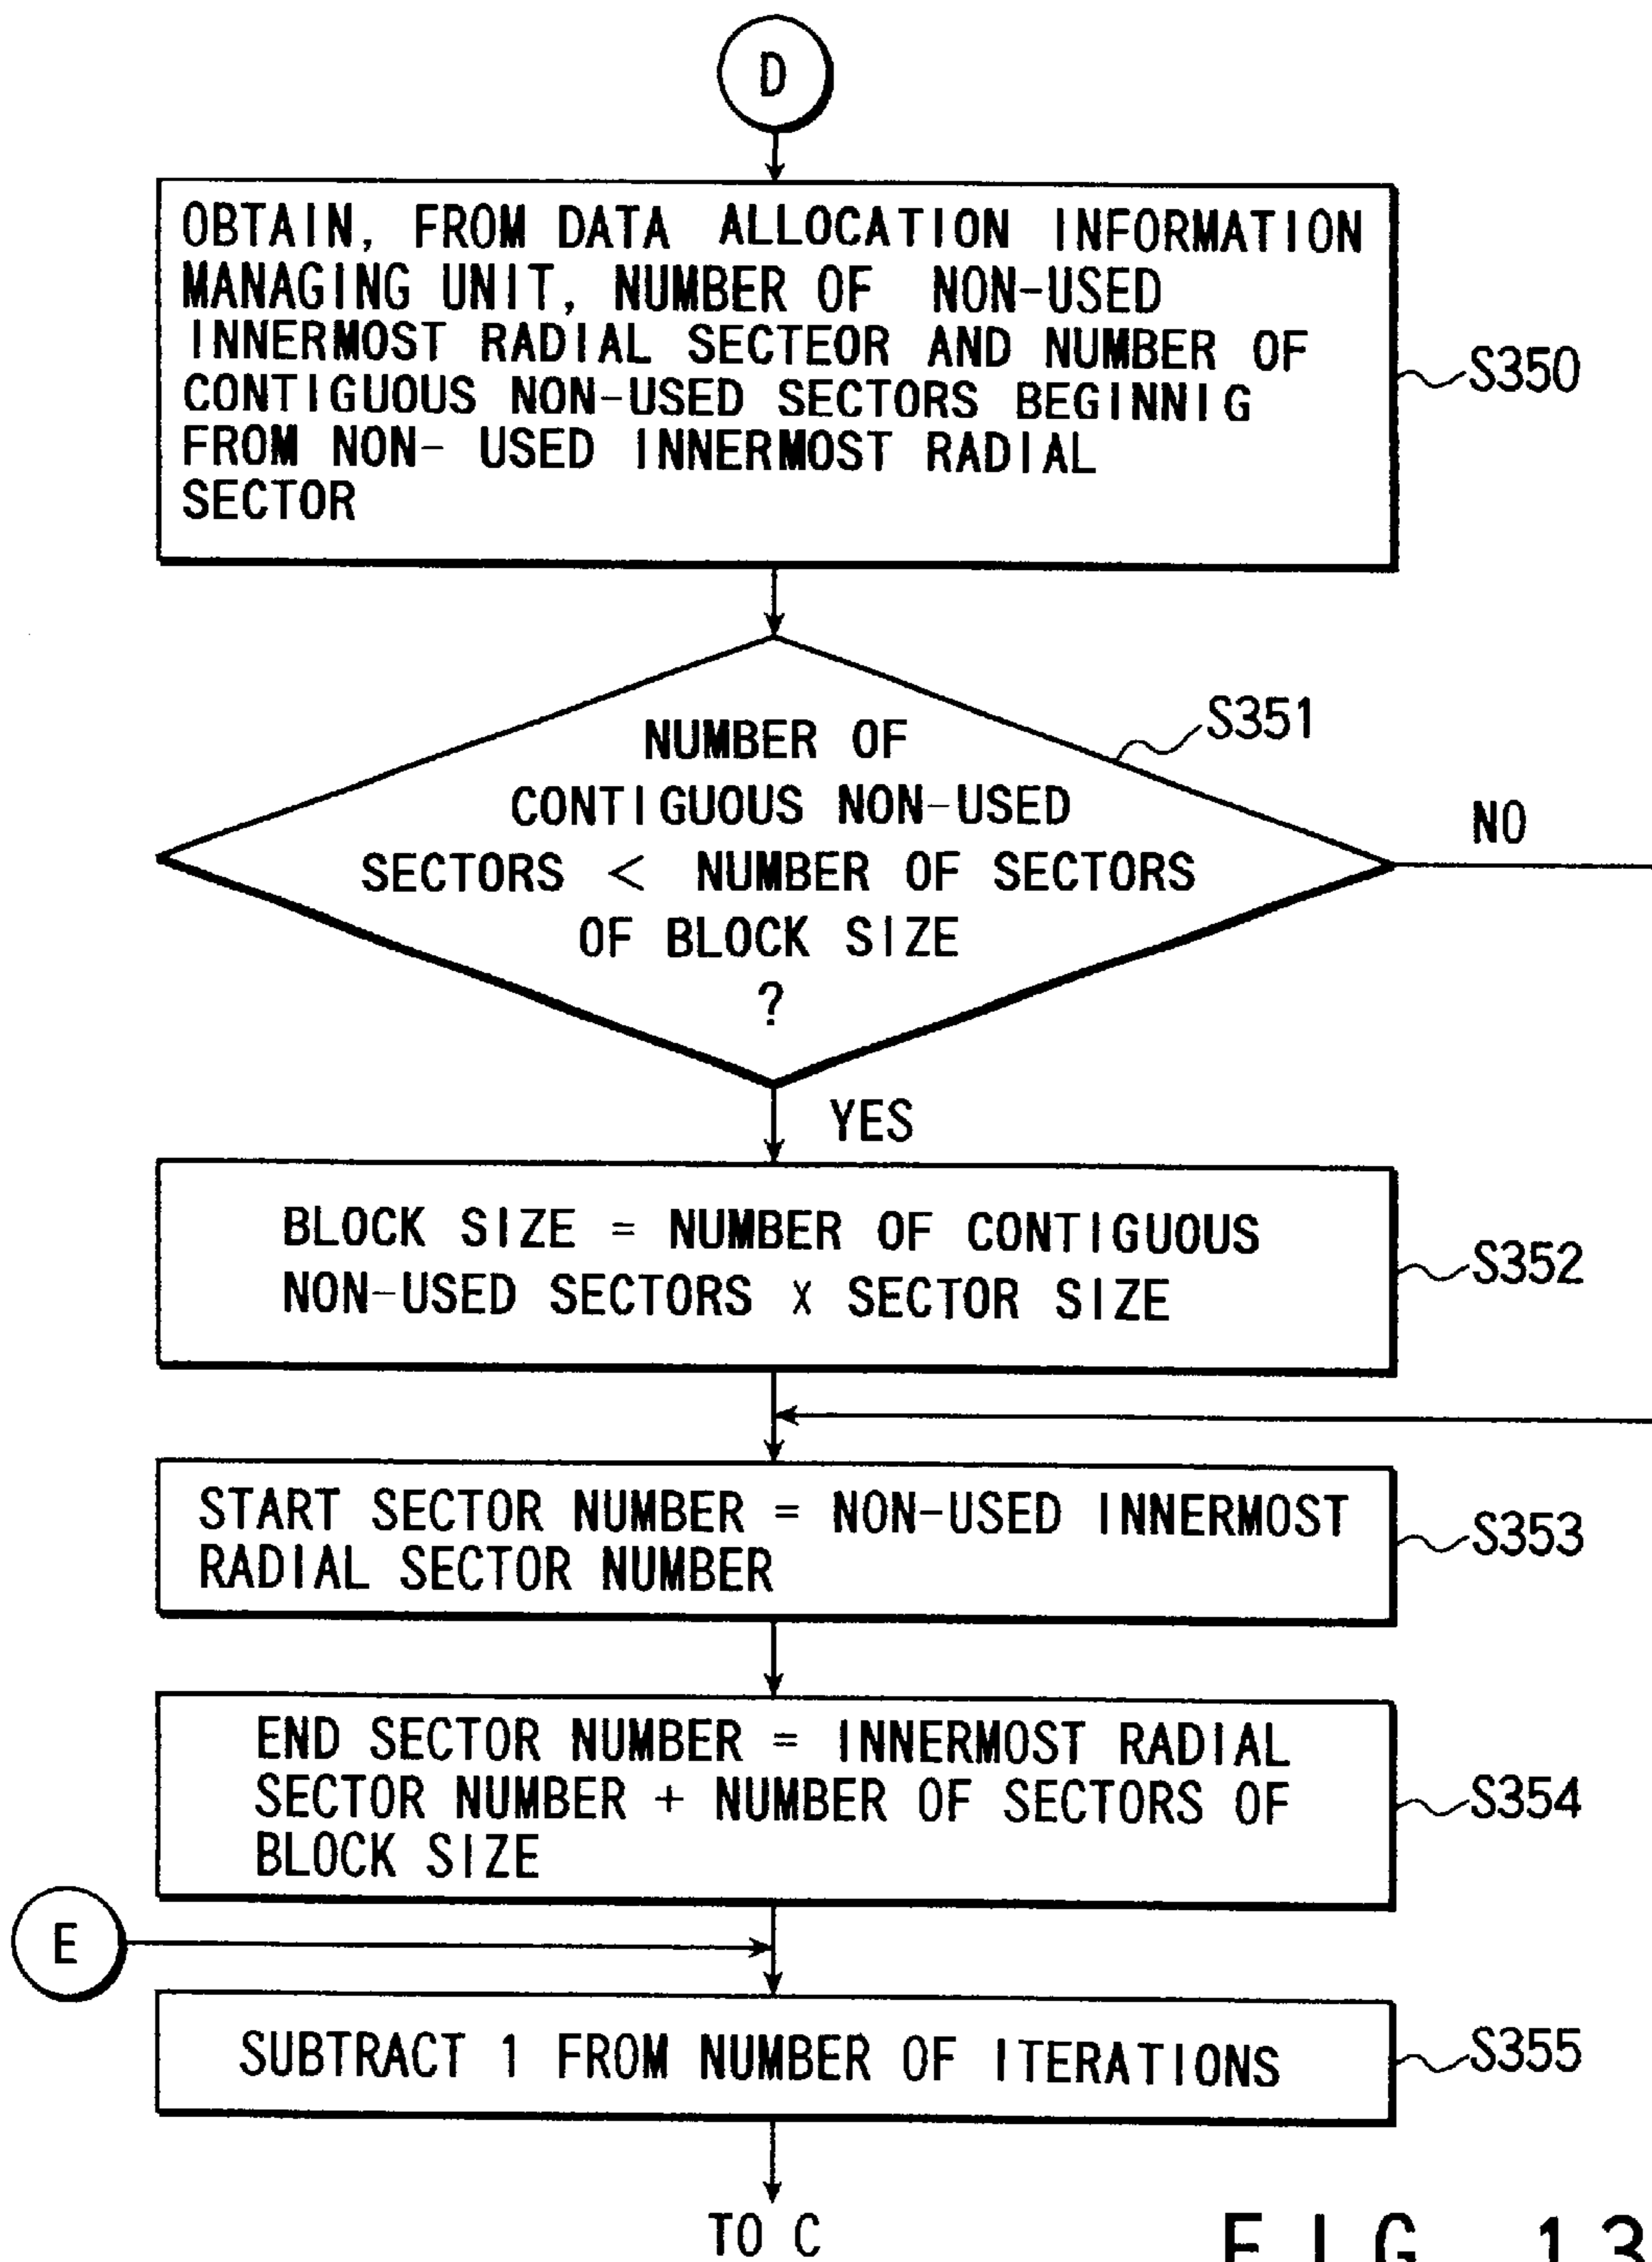 D
OBTAIN, FROM DATA ALLOCATION INFORMATION
MANAGING UNIT, NUMBER OF NON-USED
INNERMOST RADIAL SECTEOR AND NUMBER OF
CONTIGUOUS NON-USED SECTORS BEGINNIG
FROM NON- USED INNERMOST RADIAL
SECTOR
S350
S351
NUMBER OF
CONTIGUOUS NON-USED
SECTORS < NUMBER OF SECTORS
OF BLOCK SIZE
?
NO
YES
BLOCK SIZE = NUMBER OF CONTIGUOUS
NON-USED SECTORS X SECTOR SIZE
S352
START SECTOR NUMBER = NON-USED INNERMOST
RADIAL SECTOR NUMBER
S353
END SECTOR NUMBER = INNERMOST RADIAL
SECTOR NUMBER + NUMBER OF SECTORS OF
BLOCK SIZE
S354
E
SUBTRACT 1 FROM NUMBER OF ITERATIONS
S355
TO C
FIG. 13